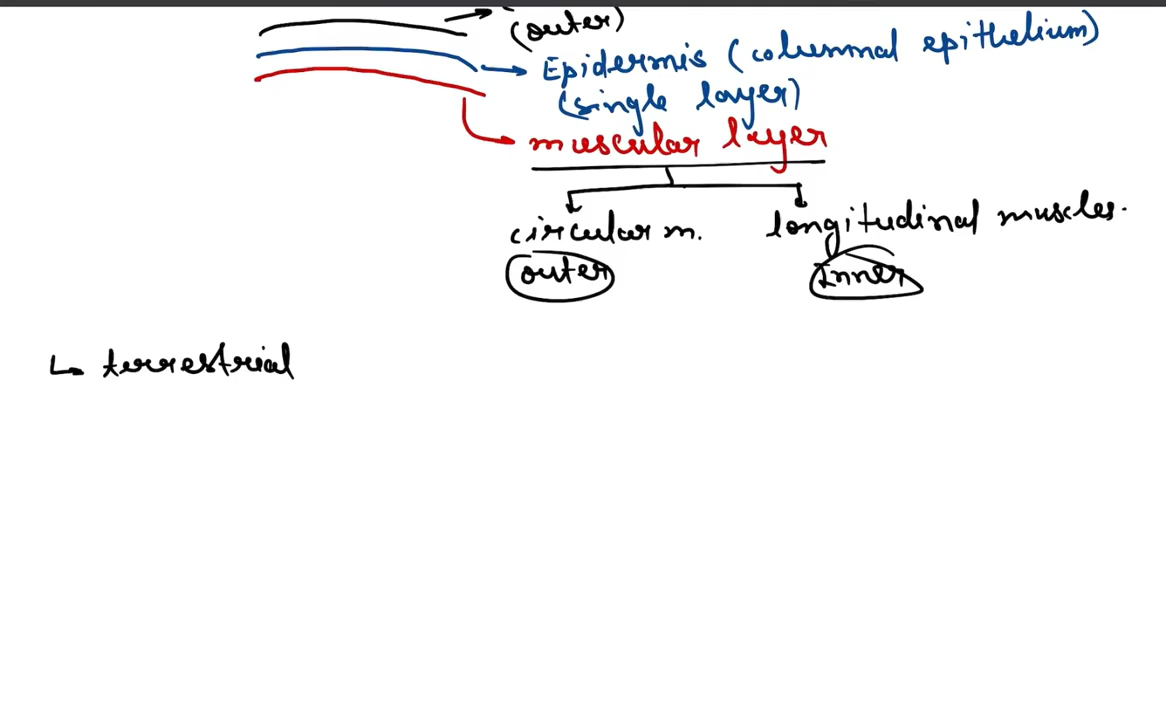 (outer)
Epidermis (columnal epithelium)
(single layer)
muscular layer
circular m. longitudinal muscles.
outer Inner
↳ terrestrial